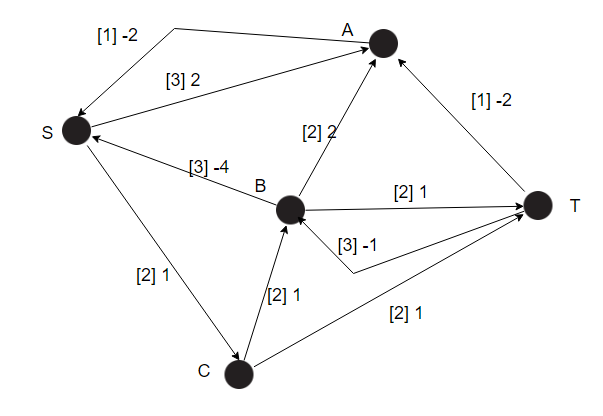 A
[1] -2
[3] 2
[1] -2
S
[2] 2
[3] -4
B
[2] 1
T
[3] -1
[2] 1
[2] 1
[2] 1
C